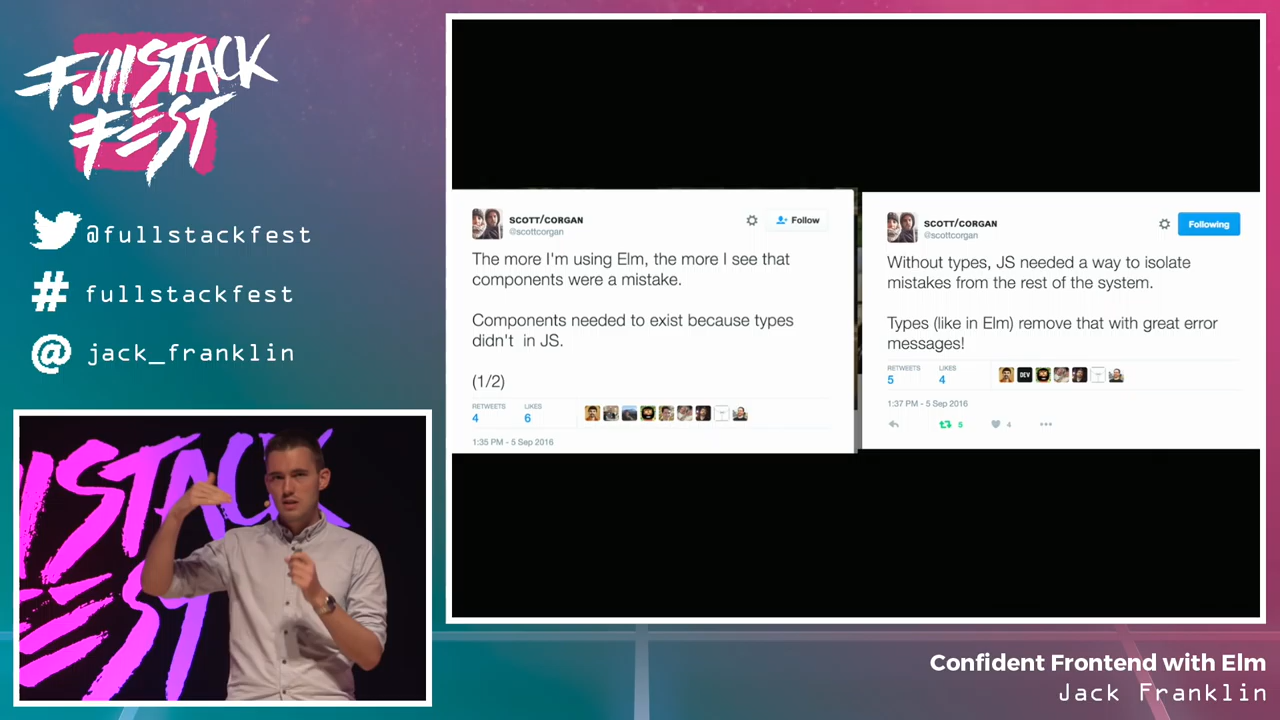 FullSTACK
FEST
@fullstackfest
# fullstackfest
@ jack_franklin
SCOTT/CORGAN
@scottcorgan
Follow
The more I'm using Elm, the more I see that
components were a mistake.
Components needed to exist because types
didn't in JS.
(1/2)
RETWEETS LIKES
4 6
1:35 PM - 5 Sep 2016
SCOTT/CORGAN
@scottcorgan
Following
Without types, JS needed a way to isolate
mistakes from the rest of the system.
Types (like in Elm) remove that with great error
messages!
RETWEETS LIKES
5 4
DEV
1:37 PM - 5 Sep 2016
5 4
STACK
FEST
Confident Frontend with Elm
Jack Franklin